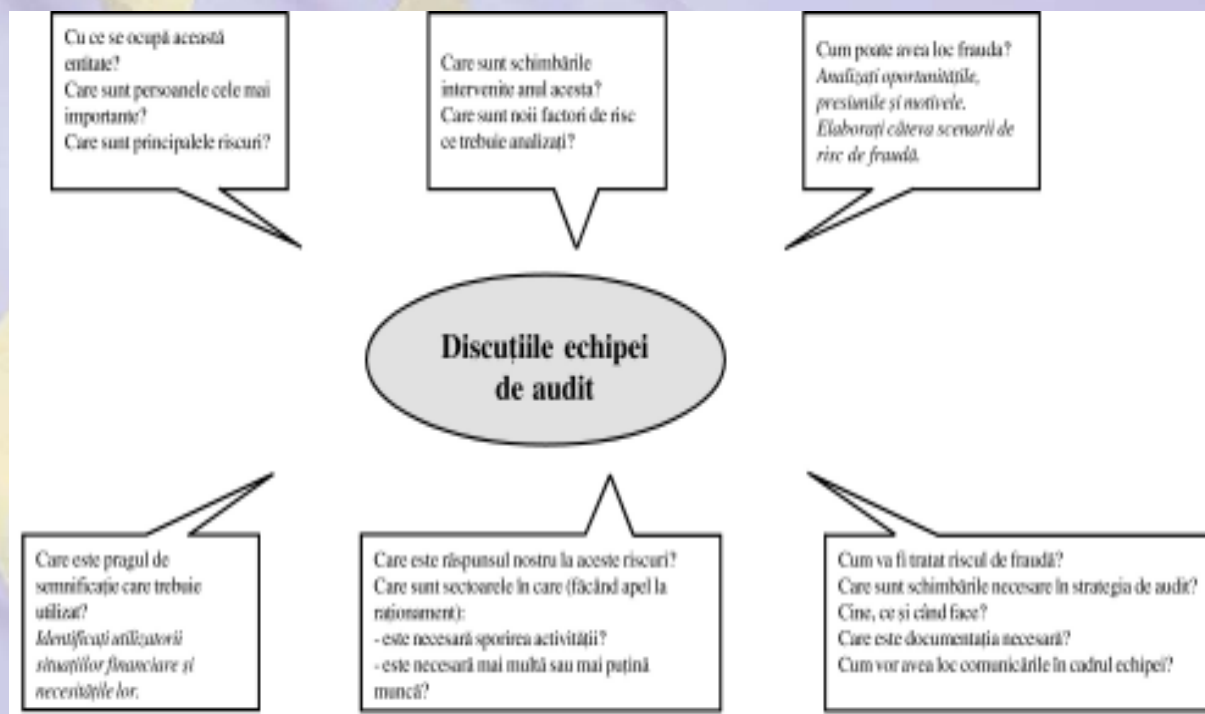 Cu ce se ocupă această
entitate?
Care sunt persoanele cele mai
importante?
Care sunt principalele riscuri?
Care sunt schimbările
intervenite anul acesta?
Care sunt noii factori de risc
ce trebuie analizați?
Cum poate avea loc frauda?
Analizați oportunitățile,
presiunile și motivele.
Elaborați câteva scenarii de
risc de fraudă.
Discuțiile echipei
de audit
Care este pragul de
semnificație care trebuie
utilizat?
Identificați utilizatorii
situațiilor financiare și
necesitățile lor.
Care este răspunsul nostru la aceste riscuri?
Care sunt sectoarele în care (făcând apel la
raționament):
- este necesară sporirea activității?
- este necesară mai multă sau mai puțină
muncă?
Cum va fi tratat riscul de fraudă?
Care sunt schimbările necesare în strategia de audit?
Cine, ce și când face?
Care este documentația necesară?
Cum vor avea loc comunicările în cadrul echipei?